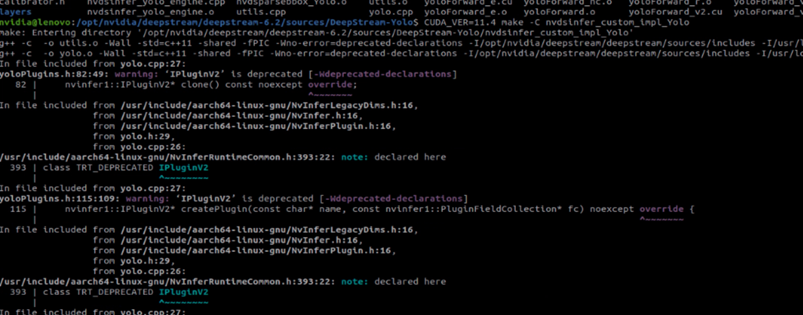 calibrator.h    nvdsinfer_yolo_engine.cpp    nvdsparsebbox_Yolo.o    utils.o    yoloForward_e.cu    yoloForward_nc.o    yoloForward_r.o    yoloForward_v
layers    nvdsinfer_yolo_engine.o    utils.cpp    yolo.cpp    yoloForward_e.o    yoloForward.o    yoloForward_v2.cu    yoloForward_v
nvidia@lenovo:/opt/nvidia/deepstream/deepstream-6.2/sources/DeepStream-Yolo$ CUDA_VER=11.4 make -C nvdsinfer_custom_impl_Yolo
make: Entering directory '/opt/nvidia/deepstream/deepstream-6.2/sources/DeepStream-Yolo/nvdsinfer_custom_impl_Yolo'
g++ -c  -o utils.o -Wall -std=c++11 -shared -fPIC -Wno-error=deprecated-declarations -I/opt/nvidia/deepstream/deepstream/sources/includes -I/usr/lo
g++ -c  -o yolo.o -Wall -std=c++11 -shared -fPIC -Wno-error=deprecated-declarations -I/opt/nvidia/deepstream/deepstream/sources/includes -I/usr/loc
In file included from yolo.cpp:27:
yoloPlugins.h:82:49: warning: ‘IPluginV2’ is deprecated [-Wdeprecated-declarations]
82 |     nvinfer1::IPluginV2* clone() const noexcept override;
|                                                 ^~~~~~~~
In file included from /usr/include/aarch64-linux-gnu/NvInferLegacyDims.h:16,
from /usr/include/aarch64-linux-gnu/NvInfer.h:16,
from /usr/include/aarch64-linux-gnu/NvInferPlugin.h:16,
from yolo.h:29,
from yolo.cpp:26:
/usr/include/aarch64-linux-gnu/NvInferRuntimeCommon.h:393:22: note: declared here
393 | class TRT_DEPRECATED IPluginV2
|                      ^~~~~~~~~
In file included from yolo.cpp:27:
yoloPlugins.h:115:109: warning: ‘IPluginV2’ is deprecated [-Wdeprecated-declarations]
115 |     nvinfer1::IPluginV2* createPlugin(const char* name, const nvinfer1::PluginFieldCollection* fc) noexcept override {
|                                                                                                             ^~~~~~~~
In file included from /usr/include/aarch64-linux-gnu/NvInferLegacyDims.h:16,
from /usr/include/aarch64-linux-gnu/NvInfer.h:16,
from /usr/include/aarch64-linux-gnu/NvInferPlugin.h:16,
from yolo.h:29,
from yolo.cpp:26:
/usr/include/aarch64-linux-gnu/NvInferRuntimeCommon.h:393:22: note: declared here
393 | class TRT_DEPRECATED IPluginV2
|                      ^~~~~~~~~
In file included from yolo.cpp:27: